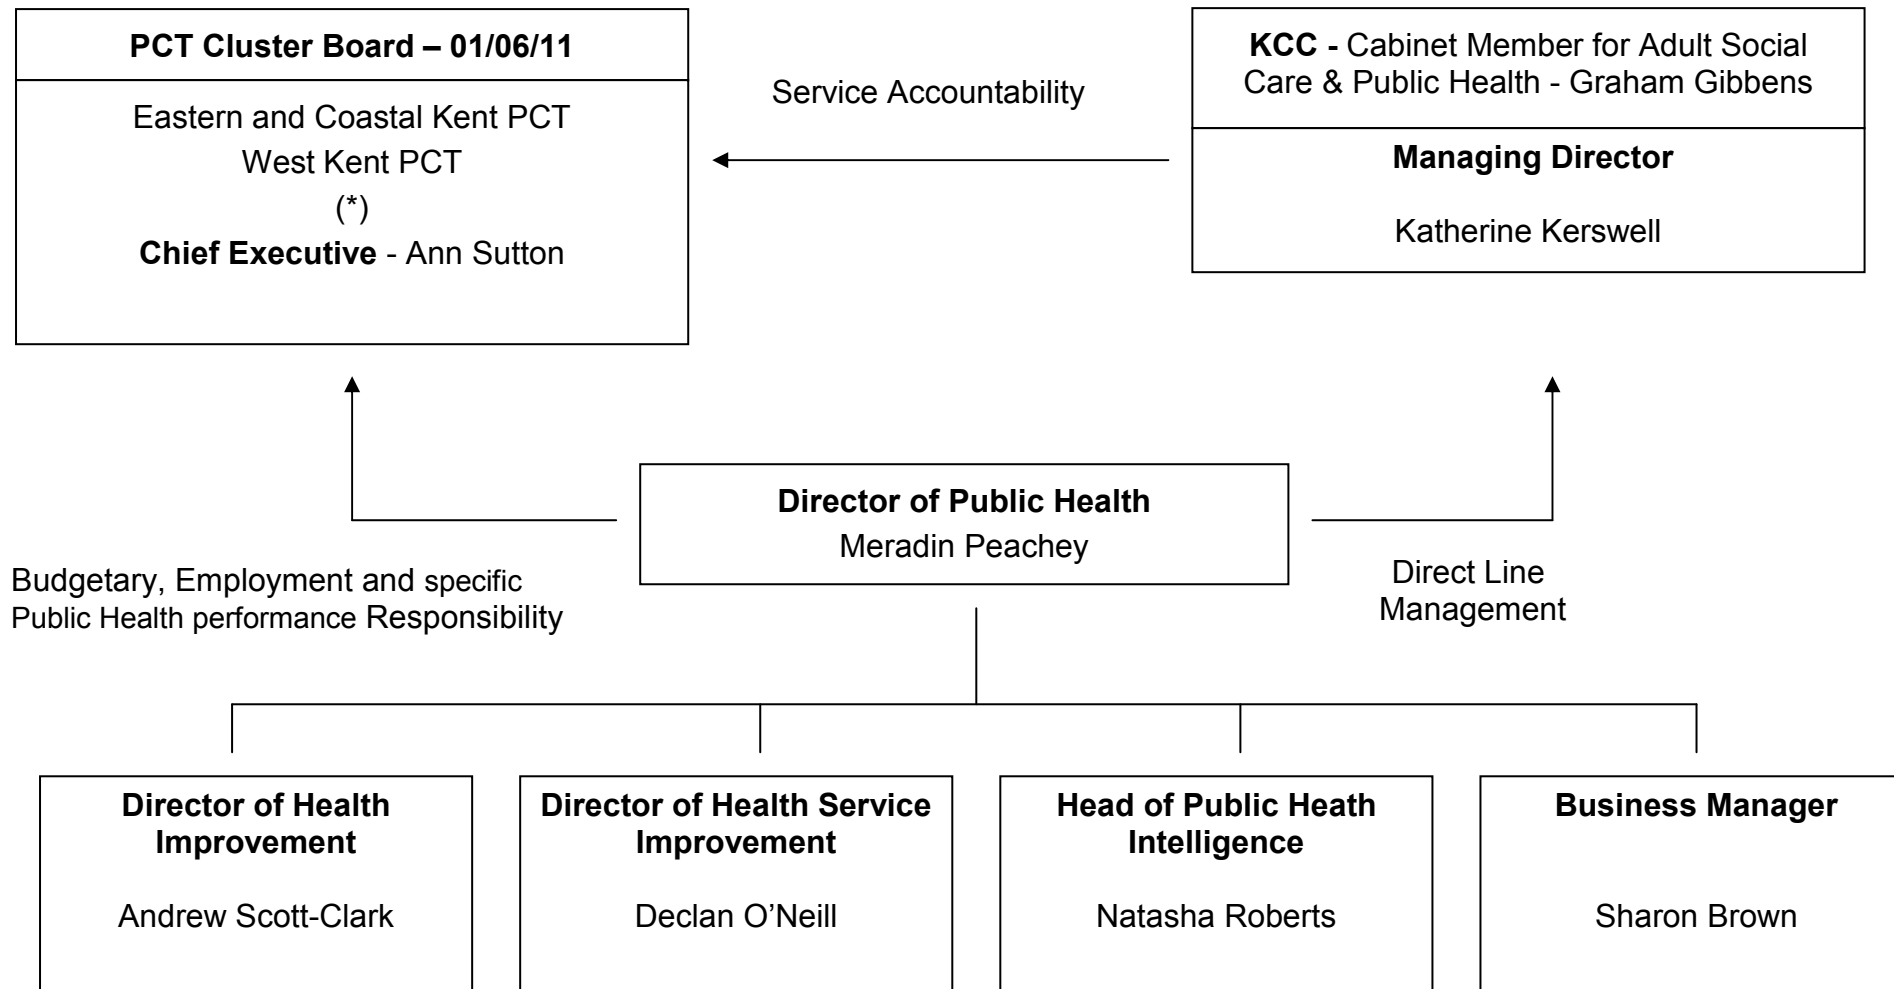 PCT Cluster Board – 01/06/11
Eastern and Coastal Kent PCT
West Kent PCT
(*)
Chief Executive - Ann Sutton
Service Accountability
KCC - Cabinet Member for Adult Social
Care & Public Health - Graham Gibbens
Managing Director
Katherine Kerswell
Director of Public Health
Meradin Peachey
Budgetary, Employment and specific
Public Health performance Responsibility
Direct Line
Management
Director of Health
Improvement
Andrew Scott-Clark
Director of Health Service
Improvement
Declan O’Neill
Head of Public Heath
Intelligence
Natasha Roberts
Business Manager
Sharon Brown